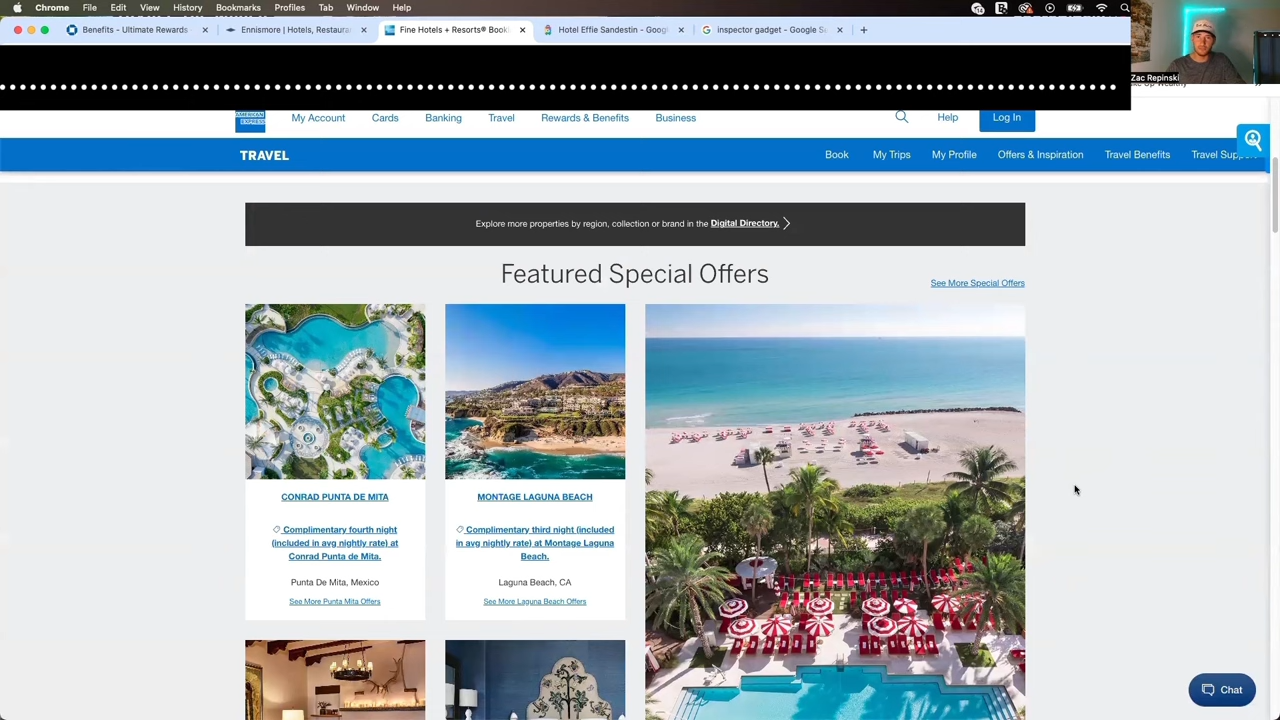 Chrome File Edit View History Bookmarks Profiles Tab Window Help
Benefits - Ultimate Rewards
Ennismore | Hotels, Restaura
Fine Hotels + Resorts® Book
Hotel Effie Sandestin - Goog
inspector gadget - Google S
Zac Repinski
AMERICAN EXPRESS
My Account Cards Banking Travel Rewards & Benefits Business
Help Log In
TRAVEL
Book My Trips My Profile Offers & Inspiration Travel Benefits Travel Supp
Explore more properties by region, collection or brand in the Digital Directory.
Featured Special Offers
See More Special Offers
CONRAD PUNTA DE MITA
Complimentary fourth night
(included in avg nightly rate) at
Conrad Punta de Mita.
Punta De Mita, Mexico
See More Punta Mita Offers
MONTAGE LAGUNA BEACH
Complimentary third night (included
in avg nightly rate) at Montage Laguna
Beach.
Laguna Beach, CA
See More Laguna Beach Offers
Chat